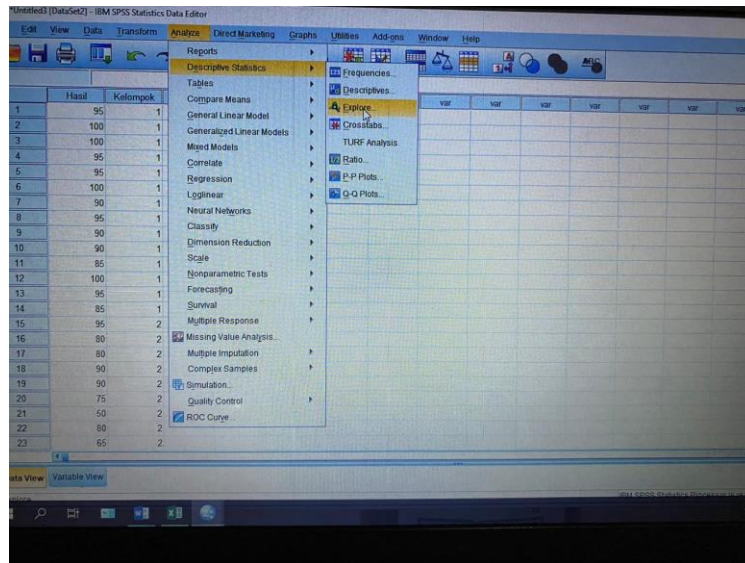 *Untitled3 [DataSet2] - IBM SPSS Statistics Data Editor
Edit View Data Transform Analyze Direct Marketing Graphs Utilities Add-ons Window Help
Reports
Descriptive Statistics
Tables
Compare Means
General Linear Model
Generalized Linear Models
Mixed Models
Correlate
Regression
Loglinear
Neural Networks
Classify
Dimension Reduction
Scale
Nonparametric Tests
Forecasting
Survival
Multiple Response
Missing Value Analysis...
Multiple Imputation
Complex Samples
Simulation...
Quality Control
ROC Curve...
Frequencies...
Descriptives...
Explore...
Crosstabs...
TURF Analysis
Ratio...
P-P Plots...
Q-Q Plots...
Hasil Kelompok var var var var var var
1 95 1
2 100 1
3 100 1
4 95 1
5 95 1
6 100 1
7 90 1
8 95 1
9 90 1
10 90 1
11 85 1
12 100 1
13 95 1
14 85 1
15 95 2
16 80 2
17 80 2
18 90 2
19 90 2
20 75 2
21 50 2
22 80 2
23 65 2
Data View Variable View